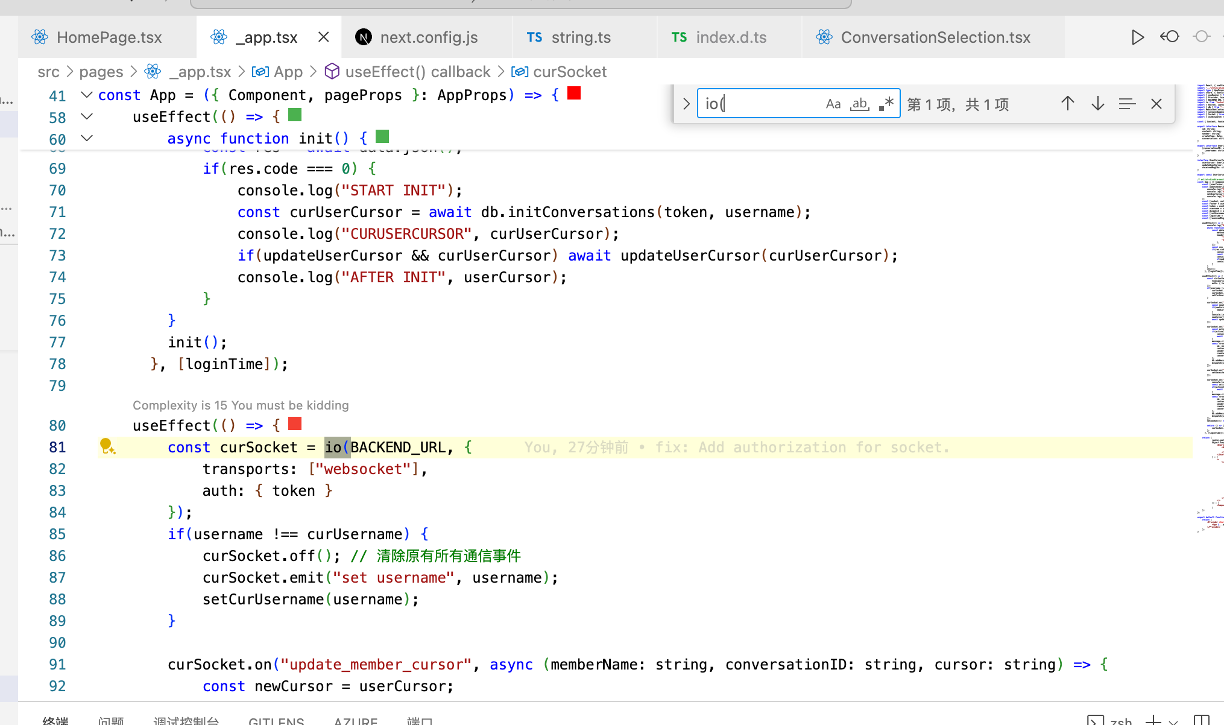 HomePage.tsx _app.tsx next.config.js TS string.ts TS index.d.ts ConversationSelection.tsx
src > pages > _app.tsx > App > useEffect() callback > curSocket
io( Aa ab .* 第 1 项，共 1 项
41 const App = ({ Component, pageProps }: AppProps) => {
58 useEffect(() => {
60 async function init() {
69 if(res.code === 0) {
70 console.log("START INIT");
71 const curUserCursor = await db.initConversations(token, username);
72 console.log("CURUSERCURSOR", curUserCursor);
73 if(updateUserCursor && curUserCursor) await updateUserCursor(curUserCursor);
74 console.log("AFTER INIT", userCursor);
75 }
76 }
77 init();
78 }, [loginTime]);
79
Complexity is 15 You must be kidding
80 useEffect(() => {
81 const curSocket = io(BACKEND_URL, { You, 27分钟前 • fix: Add authorization for socket.
82 transports: ["websocket"],
83 auth: { token }
84 });
85 if(username !== curUsername) {
86 curSocket.off(); // 清除原有所有通信事件
87 curSocket.emit("set username", username);
88 setCurUsername(username);
89 }
90
91 curSocket.on("update_member_cursor", async (memberName: string, conversationID: string, cursor: string) => {
92 const newCursor = userCursor;
终端 问题 调试控制台 GITLENS AZURE 端口 zsh